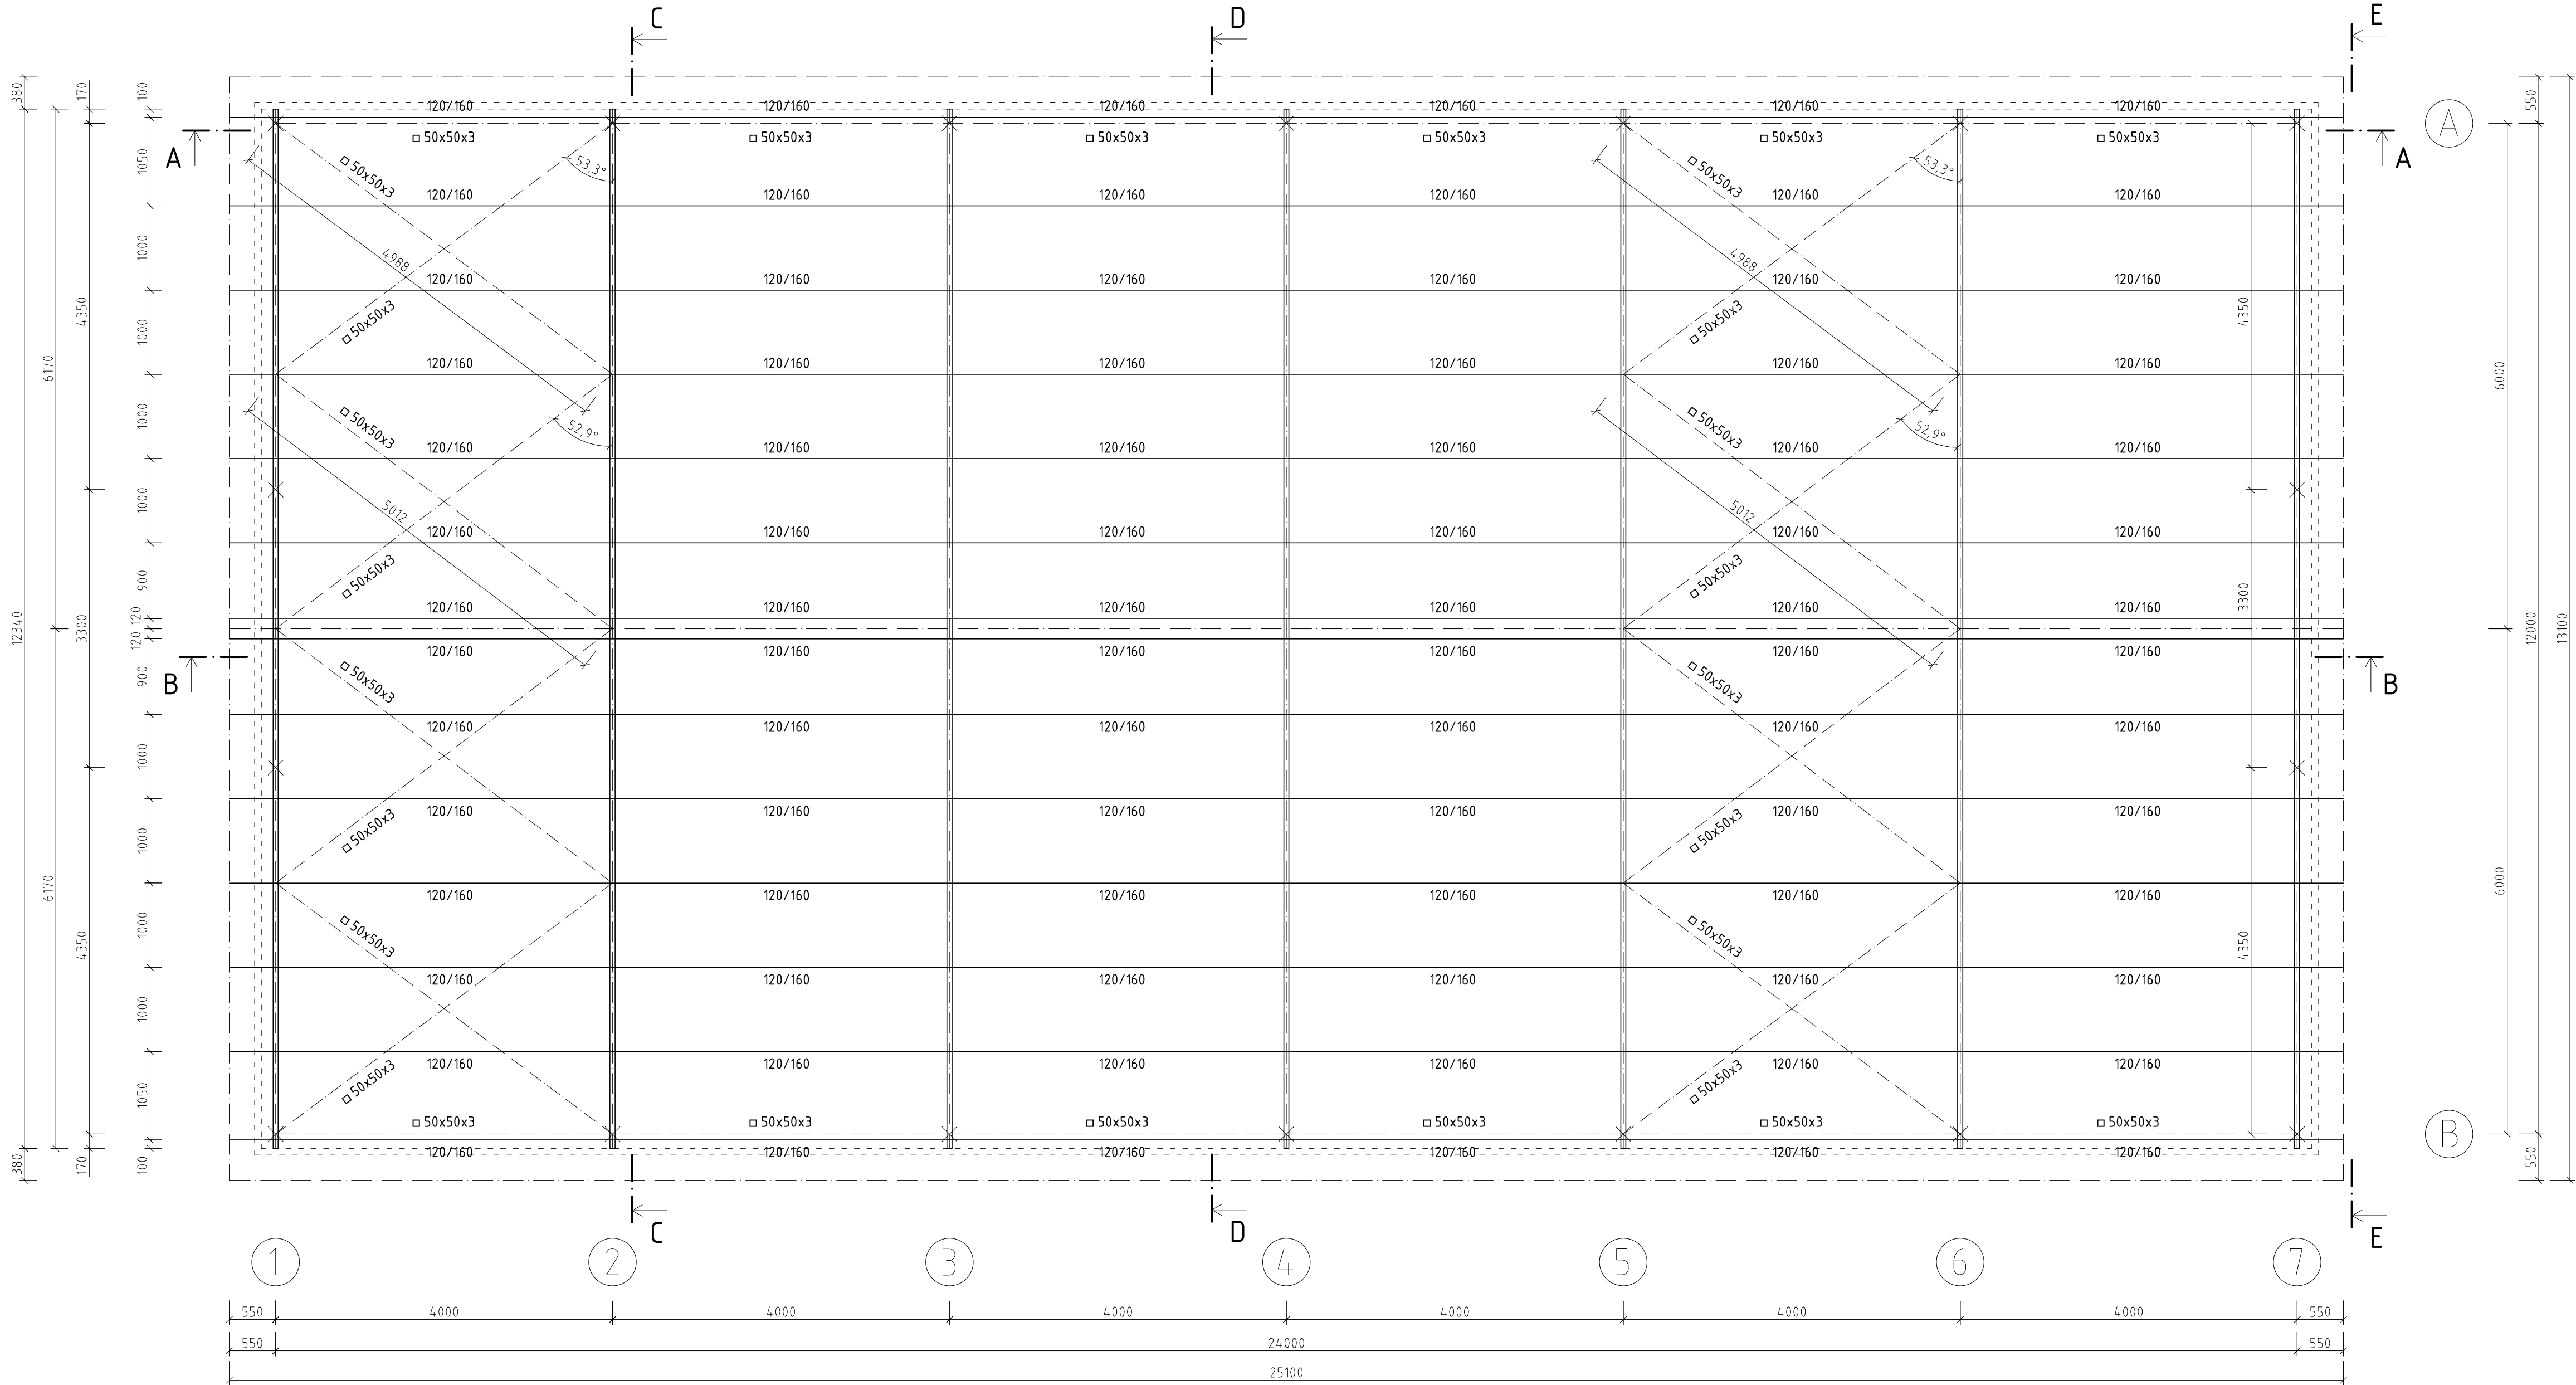 C D E
380 170 100 550
120/160 120/160 120/160 120/160 120/160 120/160
A
□ 50x50x3 □ 50x50x3 □ 50x50x3 □ 50x50x3 □ 50x50x3 □ 50x50x3
A A
1050 □ 50x50x3 53,3° □ 50x50x3 53,3°
120/160 120/160 120/160 120/160 120/160 120/160
1000 4988 4988
120/160 120/160 120/160 120/160 120/160 120/160
4350 1000 □ 50x50x3 □ 50x50x3 4350
6170 120/160 120/160 120/160 120/160 120/160 120/160 6000
1000 □ 50x50x3 52,9° □ 50x50x3 52,9°
120/160 120/160 120/160 120/160 120/160 120/160
1000 5012 5012
120/160 120/160 120/160 120/160 120/160 120/160
900 □ 50x50x3 □ 50x50x3 3300
120 120/160 120/160 120/160 120/160 120/160 120/160
12340 3300 12000 13100
120 120/160 120/160 120/160 120/160 120/160 120/160
B 900 □ 50x50x3 □ 50x50x3 B
120/160 120/160 120/160 120/160 120/160 120/160
1000
120/160 120/160 120/160 120/160 120/160 120/160
1000 □ 50x50x3 □ 50x50x3
6170 120/160 120/160 120/160 120/160 120/160 120/160 6000
4350 1000 □ 50x50x3 □ 50x50x3 4350
120/160 120/160 120/160 120/160 120/160 120/160
1000
120/160 120/160 120/160 120/160 120/160 120/160
1050 □ 50x50x3 □ 50x50x3
□ 50x50x3 □ 50x50x3 □ 50x50x3 □ 50x50x3 □ 50x50x3 □ 50x50x3
B
120/160 120/160 120/160 120/160 120/160 120/160
380 170 100 550
C D E
1 2 3 4 5 6 7
550 4000 4000 4000 4000 4000 4000 550
550 24000 550
25100